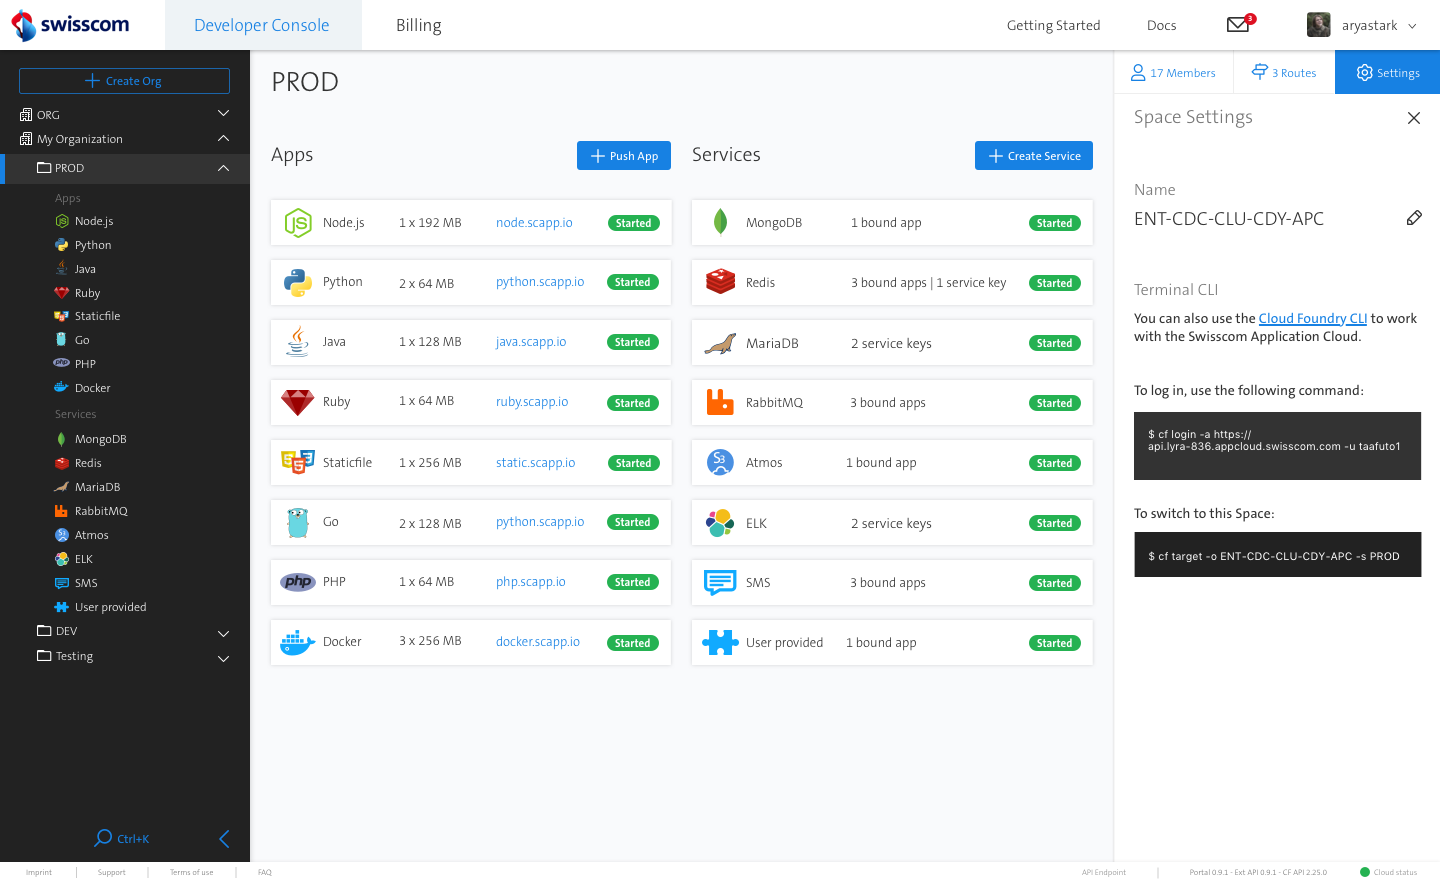 swisscom
Developer Console
Billing
Getting Started
Docs
3
aryastark
Create Org
ORG
My Organization
PROD
Apps
Node.js
Python
Java
Ruby
Staticfile
Go
PHP
Docker
Services
MongoDB
Redis
MariaDB
RabbitMQ
Atmos
ELK
SMS
User provided
DEV
Testing
Ctrl+K
PROD
Apps
Push App
Node.js 1 x 192 MB node.scapp.io Started
Python 2 x 64 MB python.scapp.io Started
Java 1 x 128 MB java.scapp.io Started
Ruby 1 x 64 MB ruby.scapp.io Started
Staticfile 1 x 256 MB static.scapp.io Started
Go 2 x 128 MB python.scapp.io Started
php PHP 1 x 64 MB php.scapp.io Started
Docker 3 x 256 MB docker.scapp.io Started
Services
Create Service
MongoDB 1 bound app Started
Redis 3 bound apps | 1 service key Started
MariaDB 2 service keys Started
RabbitMQ 3 bound apps Started
S3 Atmos 1 bound app Started
ELK 2 service keys Started
SMS 3 bound apps Started
User provided 1 bound app Started
17 Members
3 Routes
Settings
Space Settings
Name
ENT-CDC-CLU-CDY-APC
Terminal CLI
You can also use the Cloud Foundry CLI to work
with the Swisscom Application Cloud.
To log in, use the following command:
$ cf login -a https://
api.lyra-836.appcloud.swisscom.com -u taafuto1
To switch to this Space:
$ cf target -o ENT-CDC-CLU-CDY-APC -s PROD
Imprint
Support
Terms of use
FAQ
API Endpoint
Portal 0.9.1 - Ext API 0.9.1 - CF API 2.25.0
Cloud status